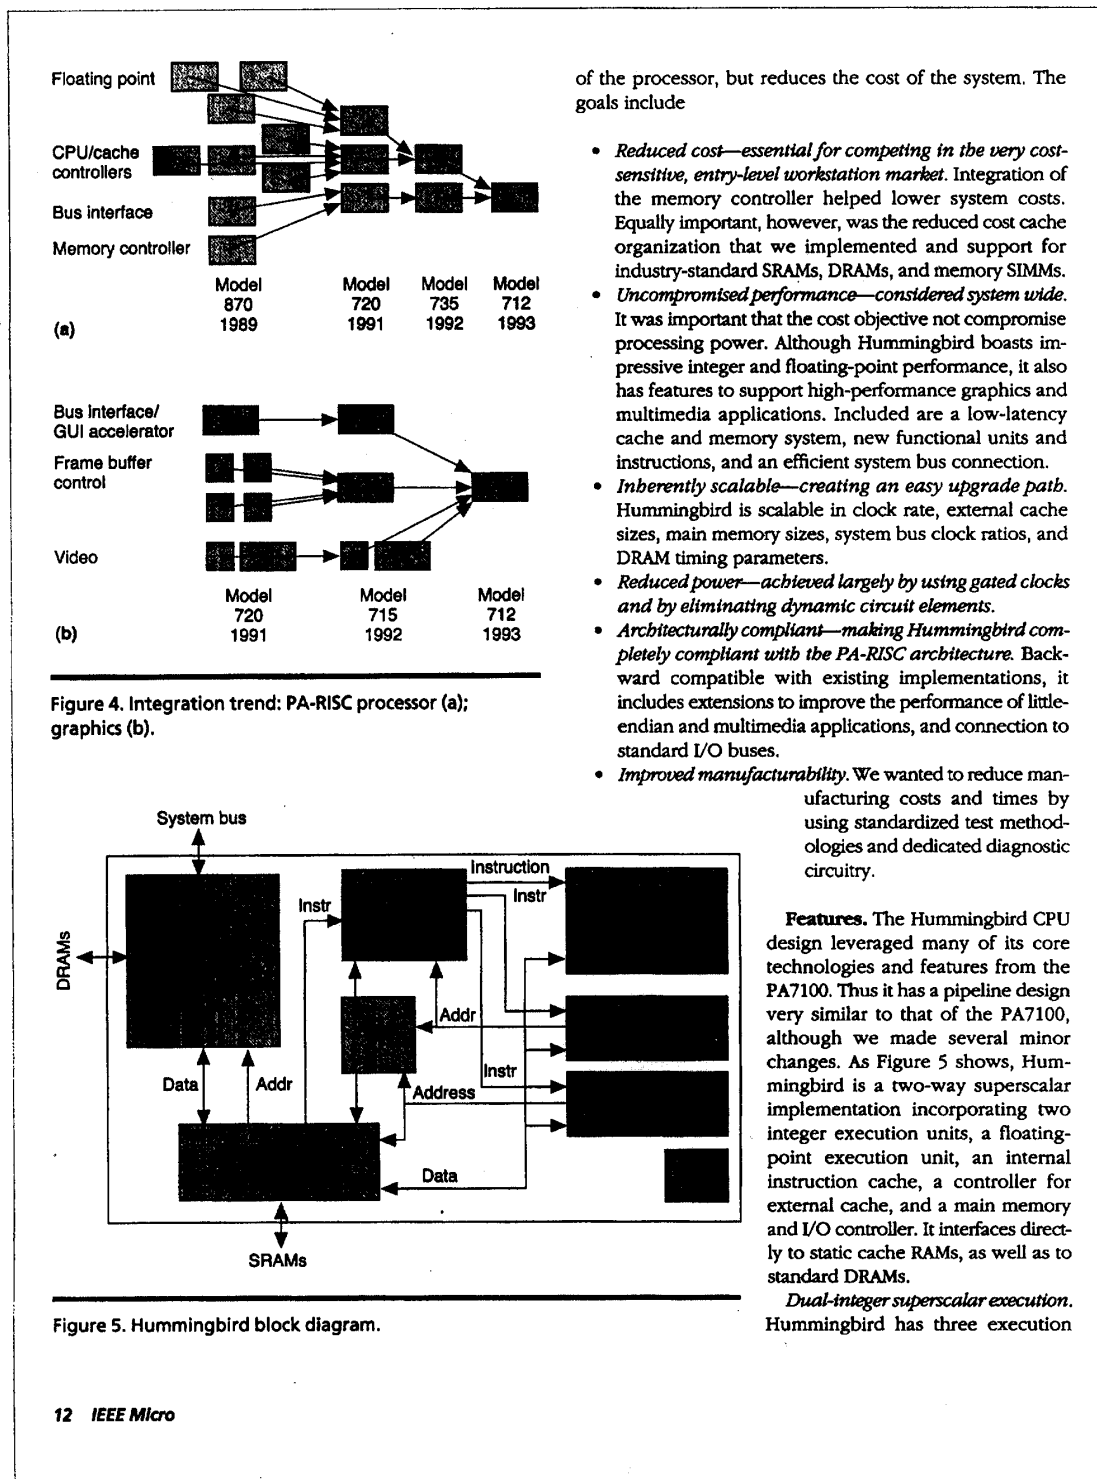 Floating point
CPU/cache
controllers
Bus interface
Memory controller
Model Model Model Model
870 720 735 712
1989 1991 1992 1993
(a)
Bus interface/
GUI accelerator
Frame buffer
control
Video
Model Model Model
720 715 712
1991 1992 1993
(b)
Figure 4. Integration trend: PA-RISC processor (a);
graphics (b).
of the processor, but reduces the cost of the system. The
goals include
• Reduced cost—essential for competing in the very cost-
sensitive, entry-level workstation market. Integration of
the memory controller helped lower system costs.
Equally important, however, was the reduced cost cache
organization that we implemented and support for
industry-standard SRAMs, DRAMs, and memory SIMMs.
• Uncompromised performance—considered system wide.
It was important that the cost objective not compromise
processing power. Although Hummingbird boasts im-
pressive integer and floating-point performance, it also
has features to support high-performance graphics and
multimedia applications. Included are a low-latency
cache and memory system, new functional units and
instructions, and an efficient system bus connection.
• Inherently scalable—creating an easy upgrade path.
Hummingbird is scalable in clock rate, external cache
sizes, main memory sizes, system bus clock ratios, and
DRAM timing parameters.
• Reduced power—achieved largely by using gated clocks
and by eliminating dynamic circuit elements.
• Architecturally compliant—making Hummingbird com-
pletely compliant with the PA-RISC architecture. Back-
ward compatible with existing implementations, it
includes extensions to improve the performance of little-
endian and multimedia applications, and connection to
standard I/O buses.
• Improved manufacturability. We wanted to reduce man-
ufacturing costs and times by
using standardized test method-
ologies and dedicated diagnostic
circuitry.
System bus
Instruction
Instr
Instr
DRAMs
Addr
Instr
Data
Addr
Address
Data
SRAMs
Figure 5. Hummingbird block diagram.
Features. The Hummingbird CPU
design leveraged many of its core
technologies and features from the
PA7100. Thus it has a pipeline design
very similar to that of the PA7100,
although we made several minor
changes. As Figure 5 shows, Hum-
mingbird is a two-way superscalar
implementation incorporating two
integer execution units, a floating-
point execution unit, an internal
instruction cache, a controller for
external cache, and a main memory
and I/O controller. It interfaces direct-
ly to static cache RAMs, as well as to
standard DRAMs.
Dual-integer superscalar execution.
Hummingbird has three execution
12 IEEE Micro